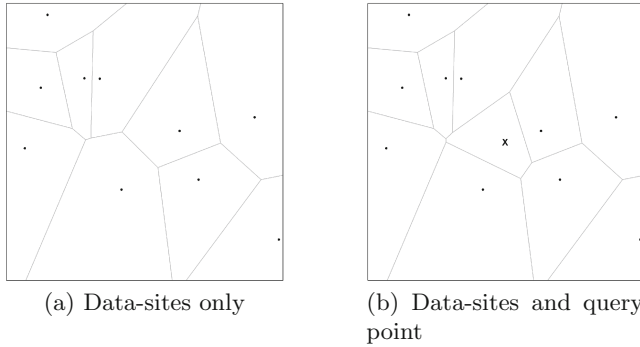 x
(a) Data-sites only
(b) Data-sites and query
point